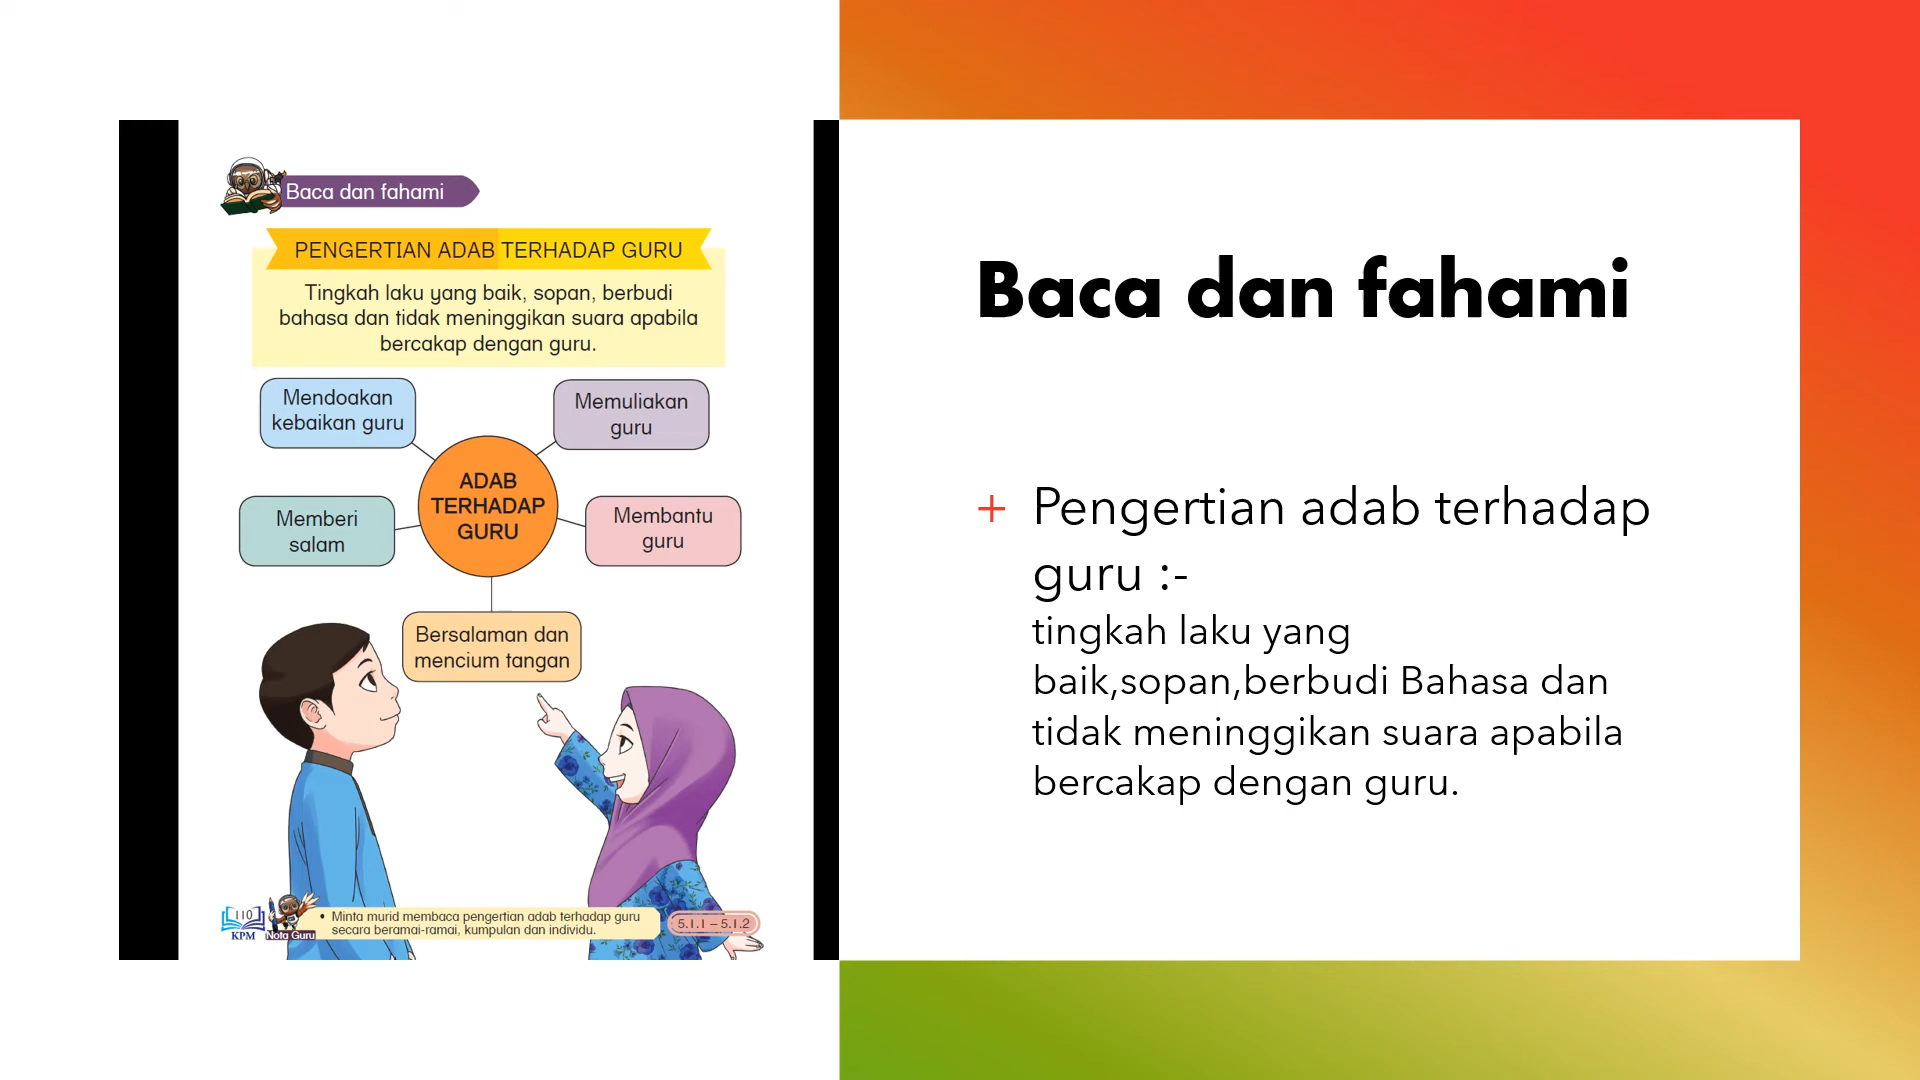 Baca dan fahami
PENGERTIAN ADAB TERHADAP GURU
Tingkah laku yang baik, sopan, berbudi
bahasa dan tidak meninggikan suara apabila
bercakap dengan guru.
Mendoakan
kebaikan guru
Memuliakan
guru
ADAB
TERHADAP
GURU
Memberi
salam
Membantu
guru
Bersalaman dan
mencium tangan
110
KPM
Nota Guru
• Minta murid membaca pengertian adab terhadap guru
secara beramai-ramai, kumpulan dan individu.
5.1.1 – 5.1.2
Baca dan fahami
+ Pengertian adab terhadap
guru :-
tingkah laku yang
baik,sopan,berbudi Bahasa dan
tidak meninggikan suara apabila
bercakap dengan guru.